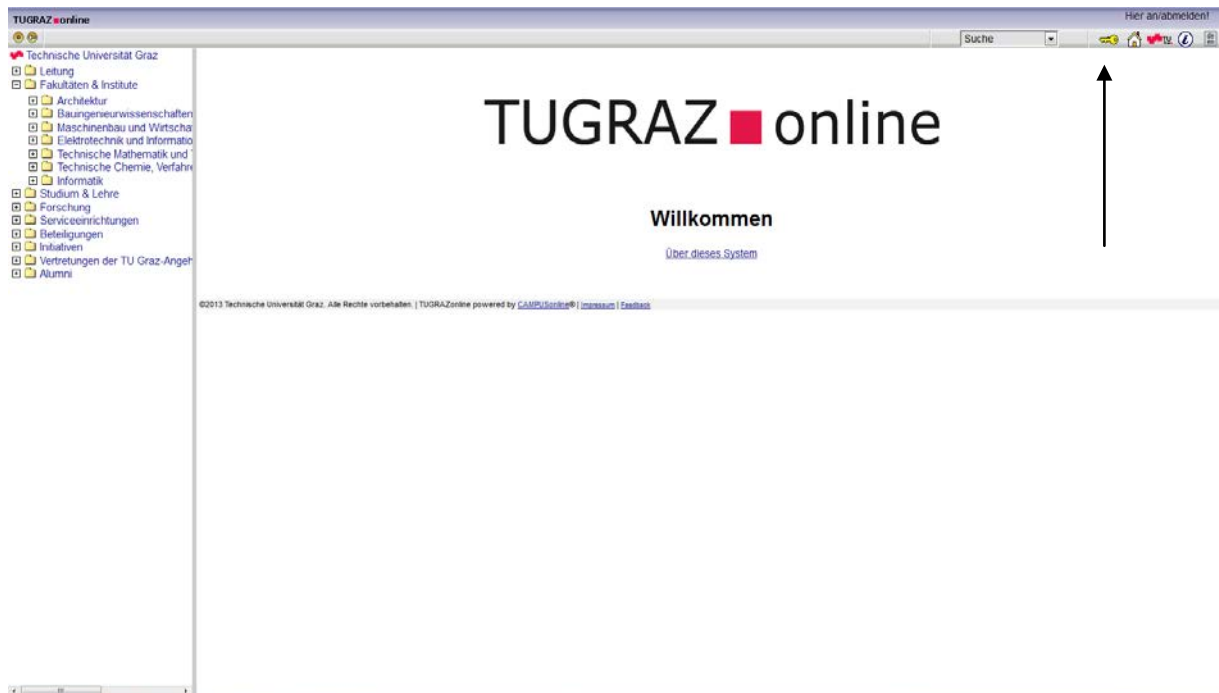 TUGRAZ online
Hier an/abmelden!
Suche
TU
Technische Universität Graz
Leitung
Fakultäten & Institute
Architektur
Bauingenieurwissenschaften
Maschinenbau und Wirtscha
Elektrotechnik und Informatio
Technische Mathematik und
Technische Chemie, Verfahre
Informatik
Studium & Lehre
Forschung
Serviceeinrichtungen
Beteiligungen
Initiativen
Vertretungen der TU Graz-Angeh
Alumni
TUGRAZ online
Willkommen
Über dieses System
©2013 Technische Universität Graz. Alle Rechte vorbehalten. | TUGRAZonline powered by CAMPUSonline® | Impressum | Feedback